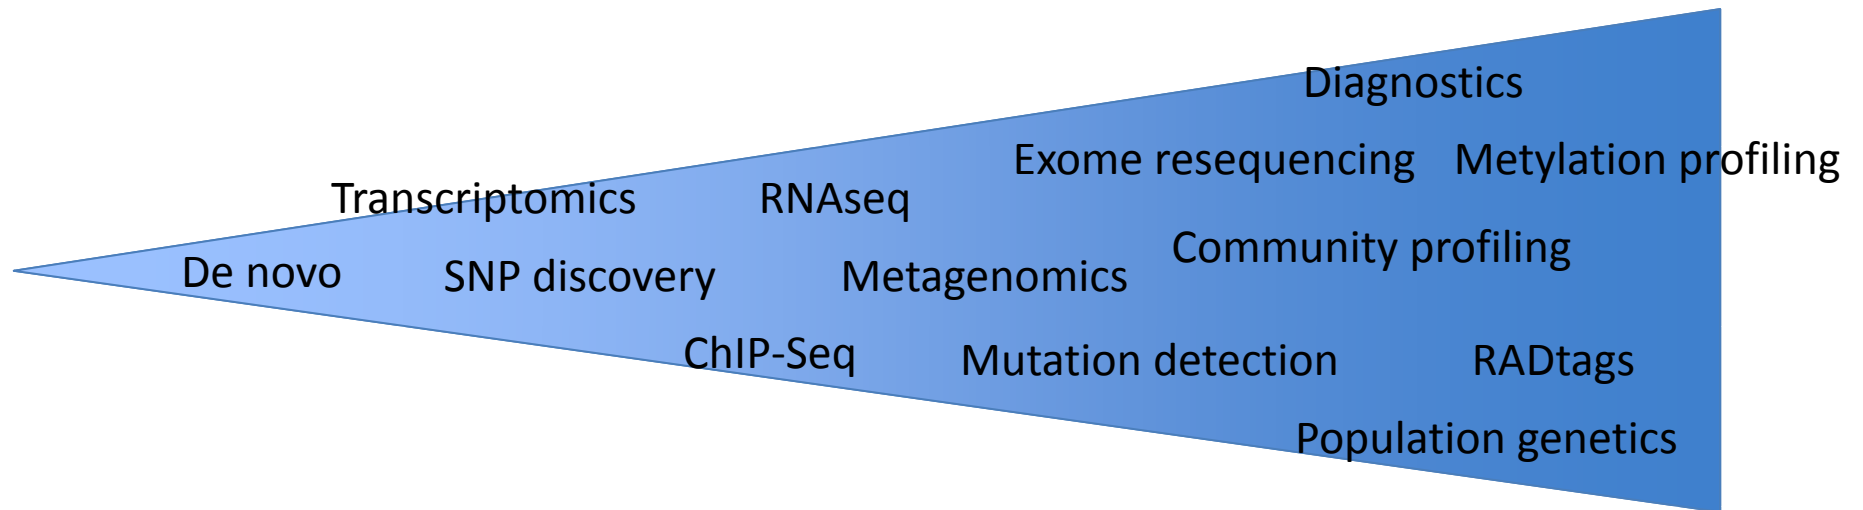 Diagnostics
Exome resequencing
Metylation profiling
Transcriptomics
RNAseq
Community profiling
De novo
SNP discovery
Metagenomics
ChIP-Seq
Mutation detection
RADtags
Population genetics